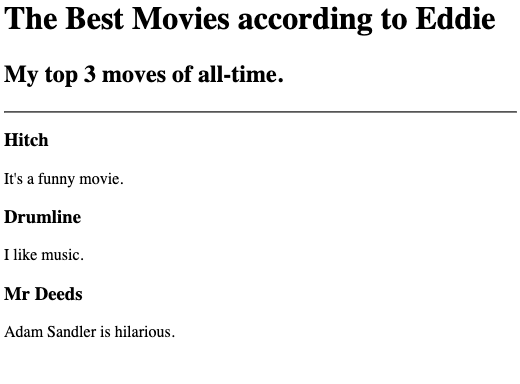 The Best Movies according to Eddie
My top 3 moves of all-time.
Hitch
It's a funny movie.
Drumline
I like music.
Mr Deeds
Adam Sandler is hilarious.